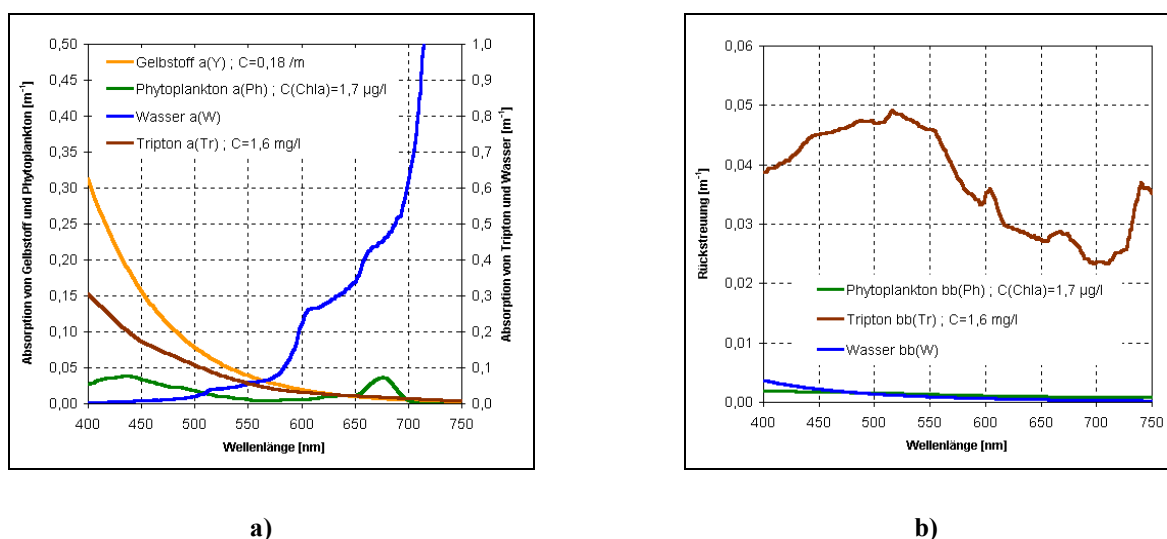 0,50
0,45
0,40
0,35
0,30
0,25
0,20
0,15
0,10
0,05
0,00
Absorption von Gelbstoff und Phytoplankton [m⁻¹]
Gelbstoff a(Y) ; C=0,18 /m
Phytoplankton a(Ph) ; C(Chla)=1,7 µg/l
Wasser a(W)
Tripton a(Tr) ; C=1,6 mg/l
1,0
0,9
0,8
0,7
0,6
0,5
0,4
0,3
0,2
0,1
0,0
Absorption von Tripton und Wasser [m⁻¹]
400 450 500 550 600 650 700 750
Wellenlänge [nm]
a)
0,06
0,05
0,04
0,03
0,02
0,01
0,00
Rückstreuung [m⁻¹]
Phytoplankton bb(Ph) ; C(Chla)=1,7 µg/l
Tripton bb(Tr) ; C=1,6 mg/l
Wasser bb(W)
400 450 500 550 600 650 700 750
Wellenlänge [nm]
b)